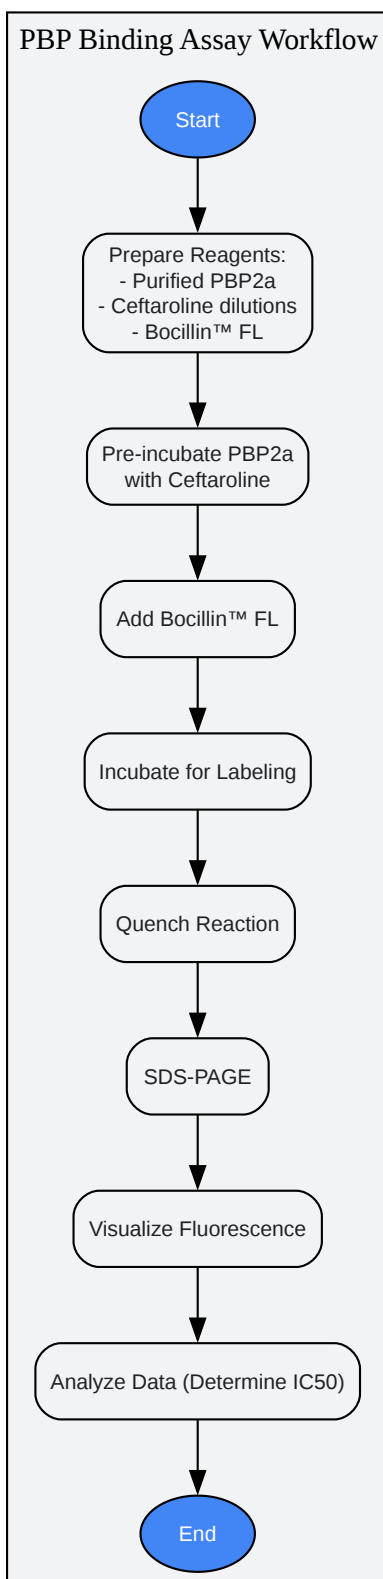 PBP Binding Assay Workflow
Start
Prepare Reagents:
- Purified PBP2a
- Ceftaroline dilutions
- Bocillin™ FL
Pre-incubate PBP2a
with Ceftaroline
Add Bocillin™ FL
Incubate for Labeling
Quench Reaction
SDS-PAGE
Visualize Fluorescence
Analyze Data (Determine IC50)
End